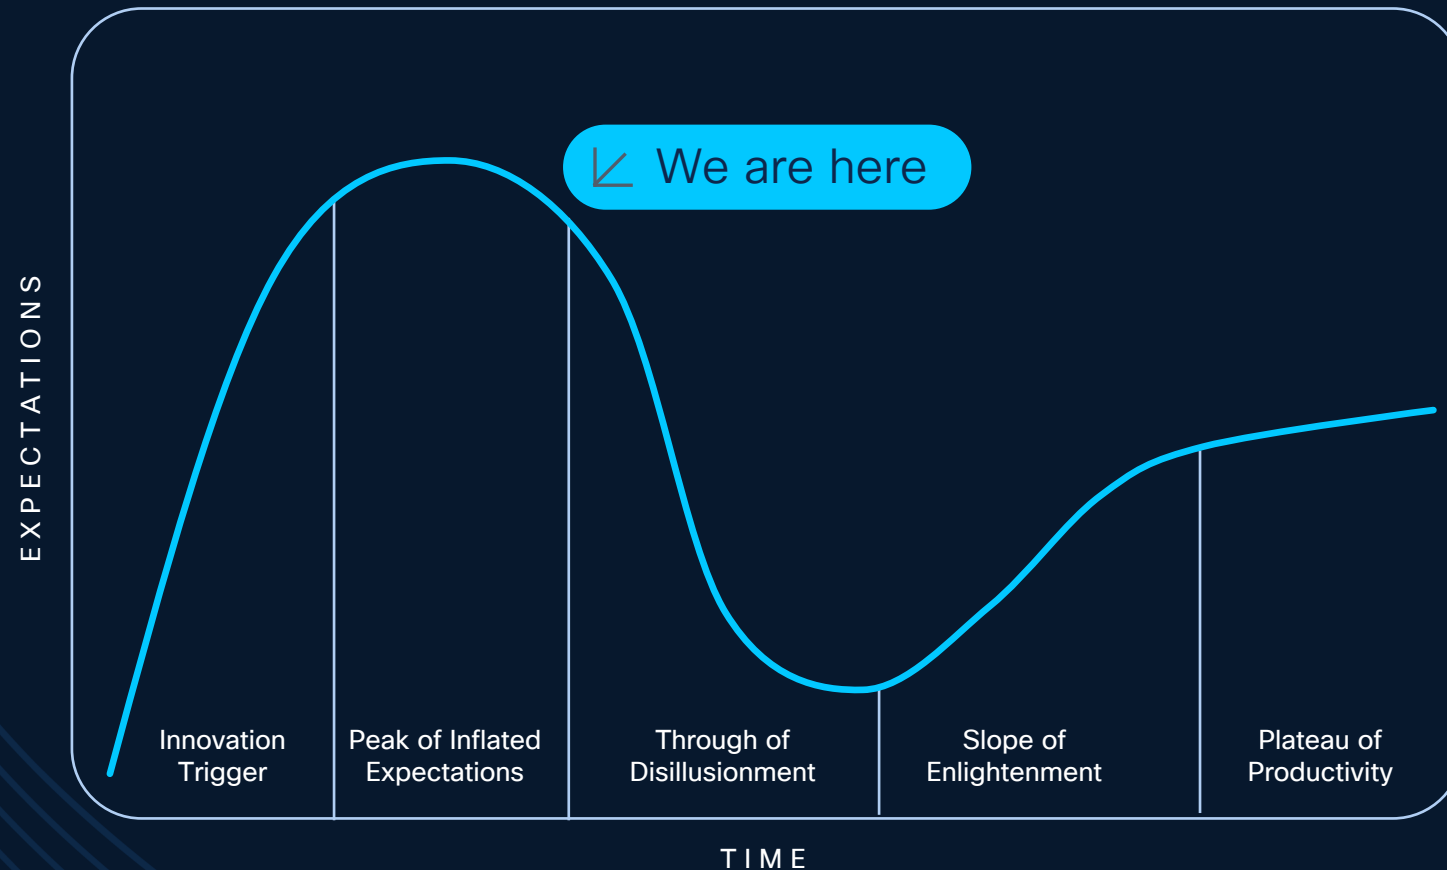 We are here
EXPECTATIONS
Innovation
Trigger
Peak of Inflated
Expectations
Through of
Disillusionment
Slope of
Enlightenment
Plateau of
Productivity
TIME